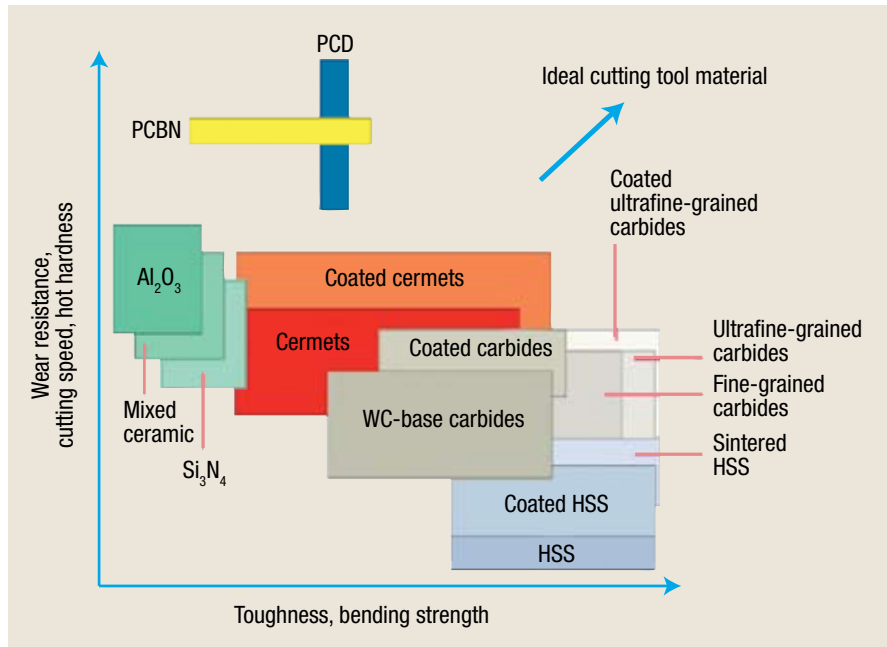 PCD
Ideal cutting tool material
PCBN
Coated
ultrafine-grained
carbides
Al₂O₃
Coated cermets
Cermets
Coated carbides
Ultrafine-grained
carbides
Fine-grained
carbides
WC-base carbides
Mixed
ceramic
Si₃N₄
Sintered
HSS
Coated HSS
HSS
Wear resistance,
cutting speed, hot hardness
Toughness, bending strength